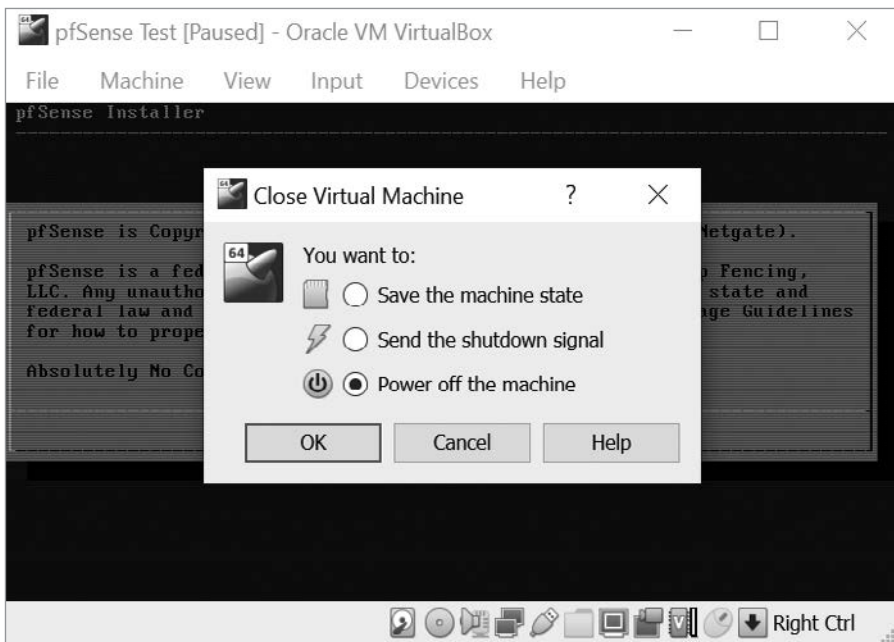 pfSense Test [Paused] - Oracle VM VirtualBox
File Machine View Input Devices Help
pfSense Installer
Close Virtual Machine ?
pfSense is Copyr
Netgate).
pfSense is a fed
Fencing,
LLC. Any unautho
state and
federal law and
Guidelines
for how to prope
Absolutely No Co
64
You want to:
Save the machine state
Send the shutdown signal
Power off the machine
OK Cancel Help
V
Right Ctrl